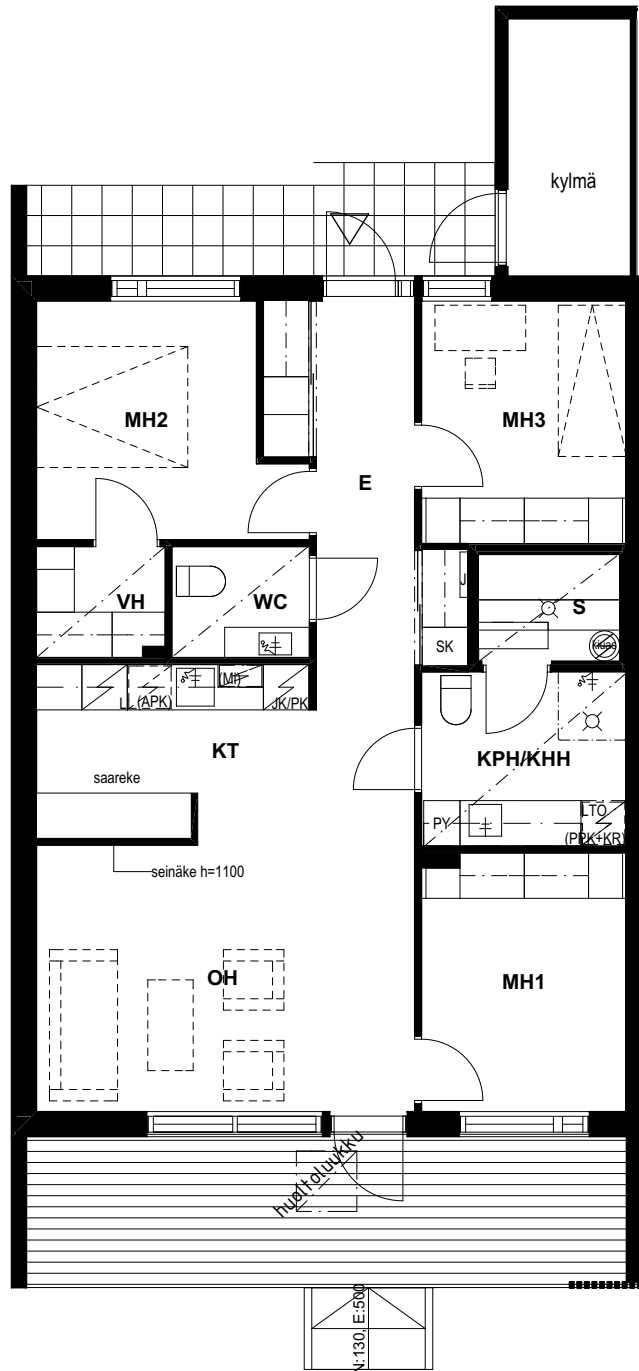 kylmä
MH2
MH3
E
VH
WC
S
SK
kiuas
(APK)
(MI)
JK/PK
KT
KPH/KHH
saareke
PY
LTO
(PPK+KR)
seinäke h=1100
OH
MH1
huoltoluukku
N:130, E:500